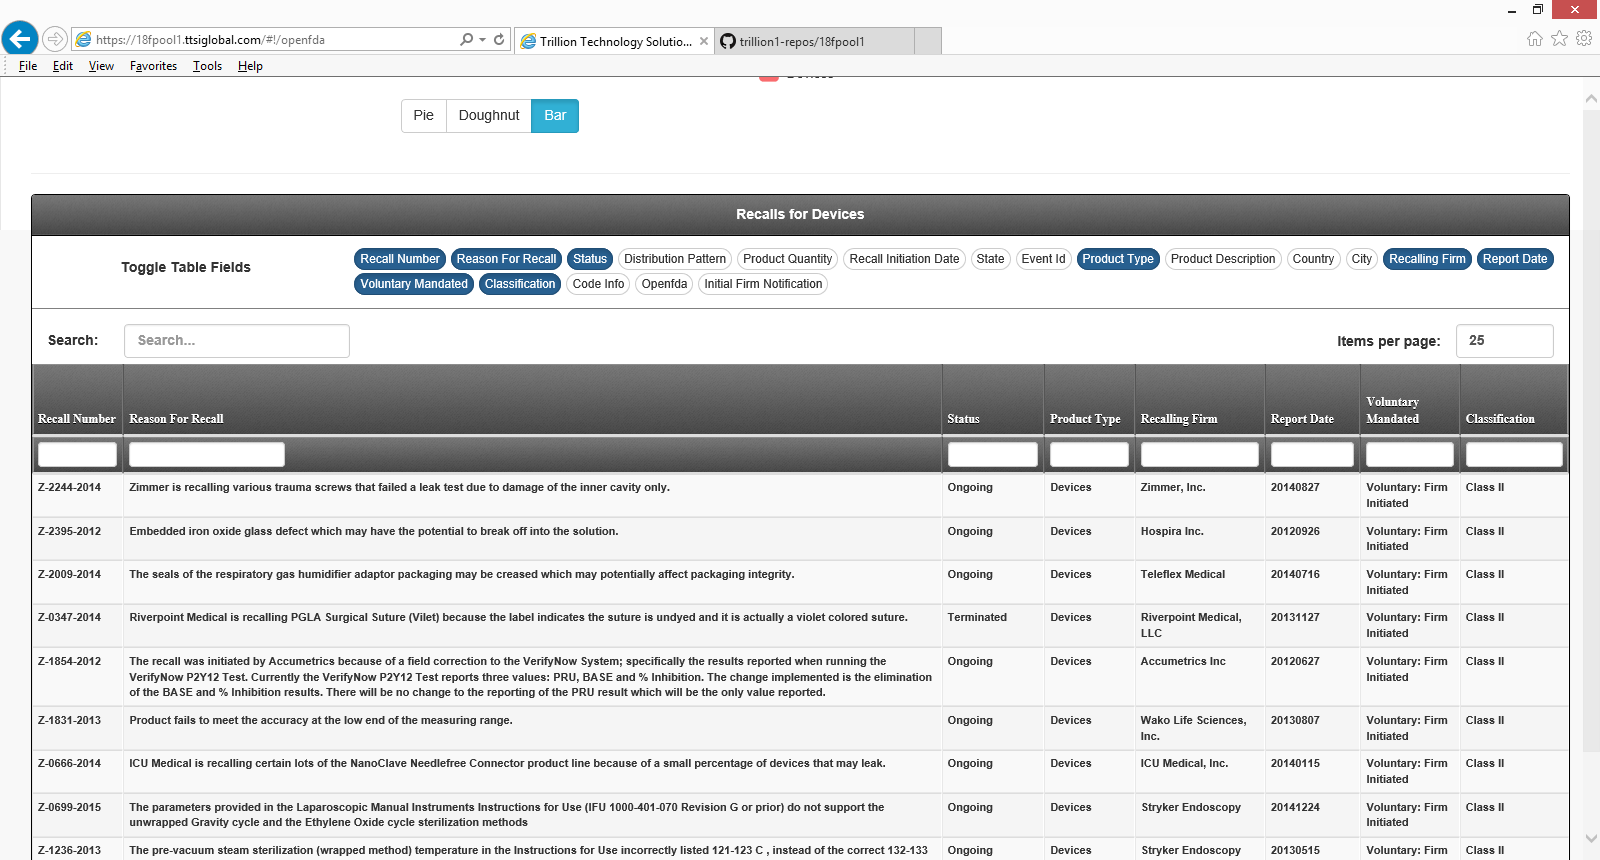 https://18fpool1.ttsiglobal.com/#!/openfda
Trillion Technology Solutio...
trillion1-repos/18fpool1
File Edit View Favorites Tools Help
Pie Doughnut Bar
Recalls for Devices
Toggle Table Fields
Recall Number Reason For Recall Status Distribution Pattern Product Quantity Recall Initiation Date State Event Id Product Type Product Description Country City Recalling Firm Report Date
Voluntary Mandated Classification Code Info Openfda Initial Firm Notification
Search: Search... Items per page: 25
Recall Number Reason For Recall Status Product Type Recalling Firm Report Date Voluntary Mandated Classification
Z-2244-2014 Zimmer is recalling various trauma screws that failed a leak test due to damage of the inner cavity only. Ongoing Devices Zimmer, Inc. 20140827 Voluntary: Firm Class II
Initiated
Z-2395-2012 Embedded iron oxide glass defect which may have the potential to break off into the solution. Ongoing Devices Hospira Inc. 20120926 Voluntary: Firm Class II
Initiated
Z-2009-2014 The seals of the respiratory gas humidifier adaptor packaging may be creased which may potentially affect packaging integrity. Ongoing Devices Teleflex Medical 20140716 Voluntary: Firm Class II
Initiated
Z-0347-2014 Riverpoint Medical is recalling PGLA Surgical Suture (Vilet) because the label indicates the suture is undyed and it is actually a violet colored suture. Terminated Devices Riverpoint Medical, 20131127 Voluntary: Firm Class II
LLC Initiated
Z-1854-2012 The recall was initiated by Accumetrics because of a field correction to the VerifyNow System; specifically the results reported when running the Ongoing Devices Accumetrics Inc 20120627 Voluntary: Firm Class II
VerifyNow P2Y12 Test. Currently the VerifyNow P2Y12 Test reports three values: PRU, BASE and % Inhibition. The change implemented is the elimination Initiated
of the BASE and % Inhibition results. There will be no change to the reporting of the PRU result which will be the only value reported.
Z-1831-2013 Product fails to meet the accuracy at the low end of the measuring range. Ongoing Devices Wako Life Sciences, 20130807 Voluntary: Firm Class II
Inc. Initiated
Z-0666-2014 ICU Medical is recalling certain lots of the NanoClave Needlefree Connector product line because of a small percentage of devices that may leak. Ongoing Devices ICU Medical, Inc. 20140115 Voluntary: Firm Class II
Initiated
Z-0699-2015 The parameters provided in the Laparoscopic Manual Instruments Instructions for Use (IFU 1000-401-070 Revision G or prior) do not support the Ongoing Devices Stryker Endoscopy 20141224 Voluntary: Firm Class II
unwrapped Gravity cycle and the Ethylene Oxide cycle sterilization methods Initiated
Z-1236-2013 The pre-vacuum steam sterilization (wrapped method) temperature in the Instructions for Use incorrectly listed 121-123 C , instead of the correct 132-133 Ongoing Devices Stryker Endoscopy 20130515 Voluntary: Firm Class II